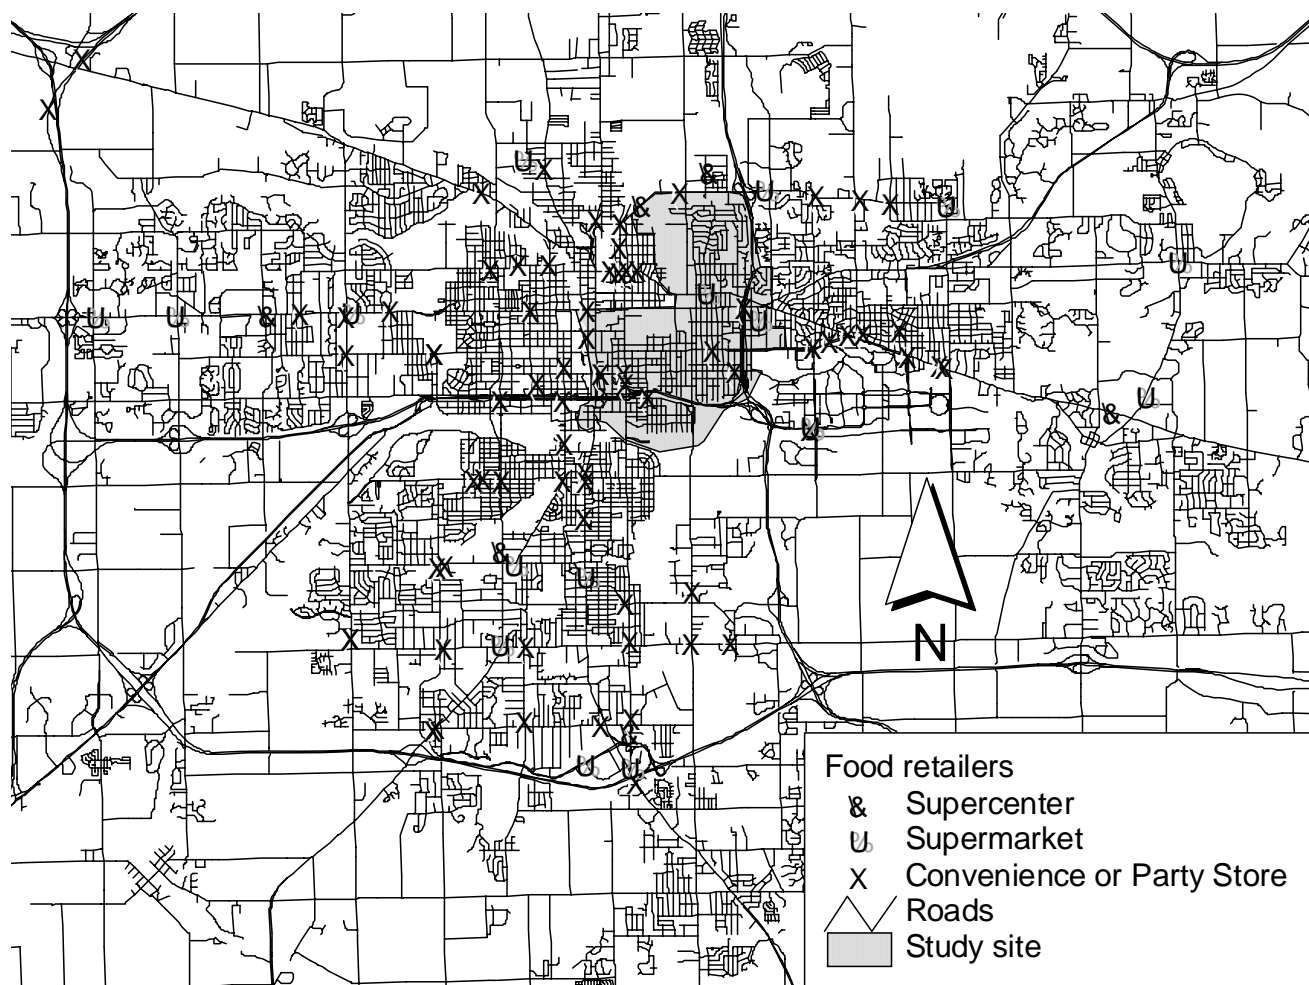 N
Food retailers
& Supercenter
U Supermarket
X Convenience or Party Store
Roads
Study site